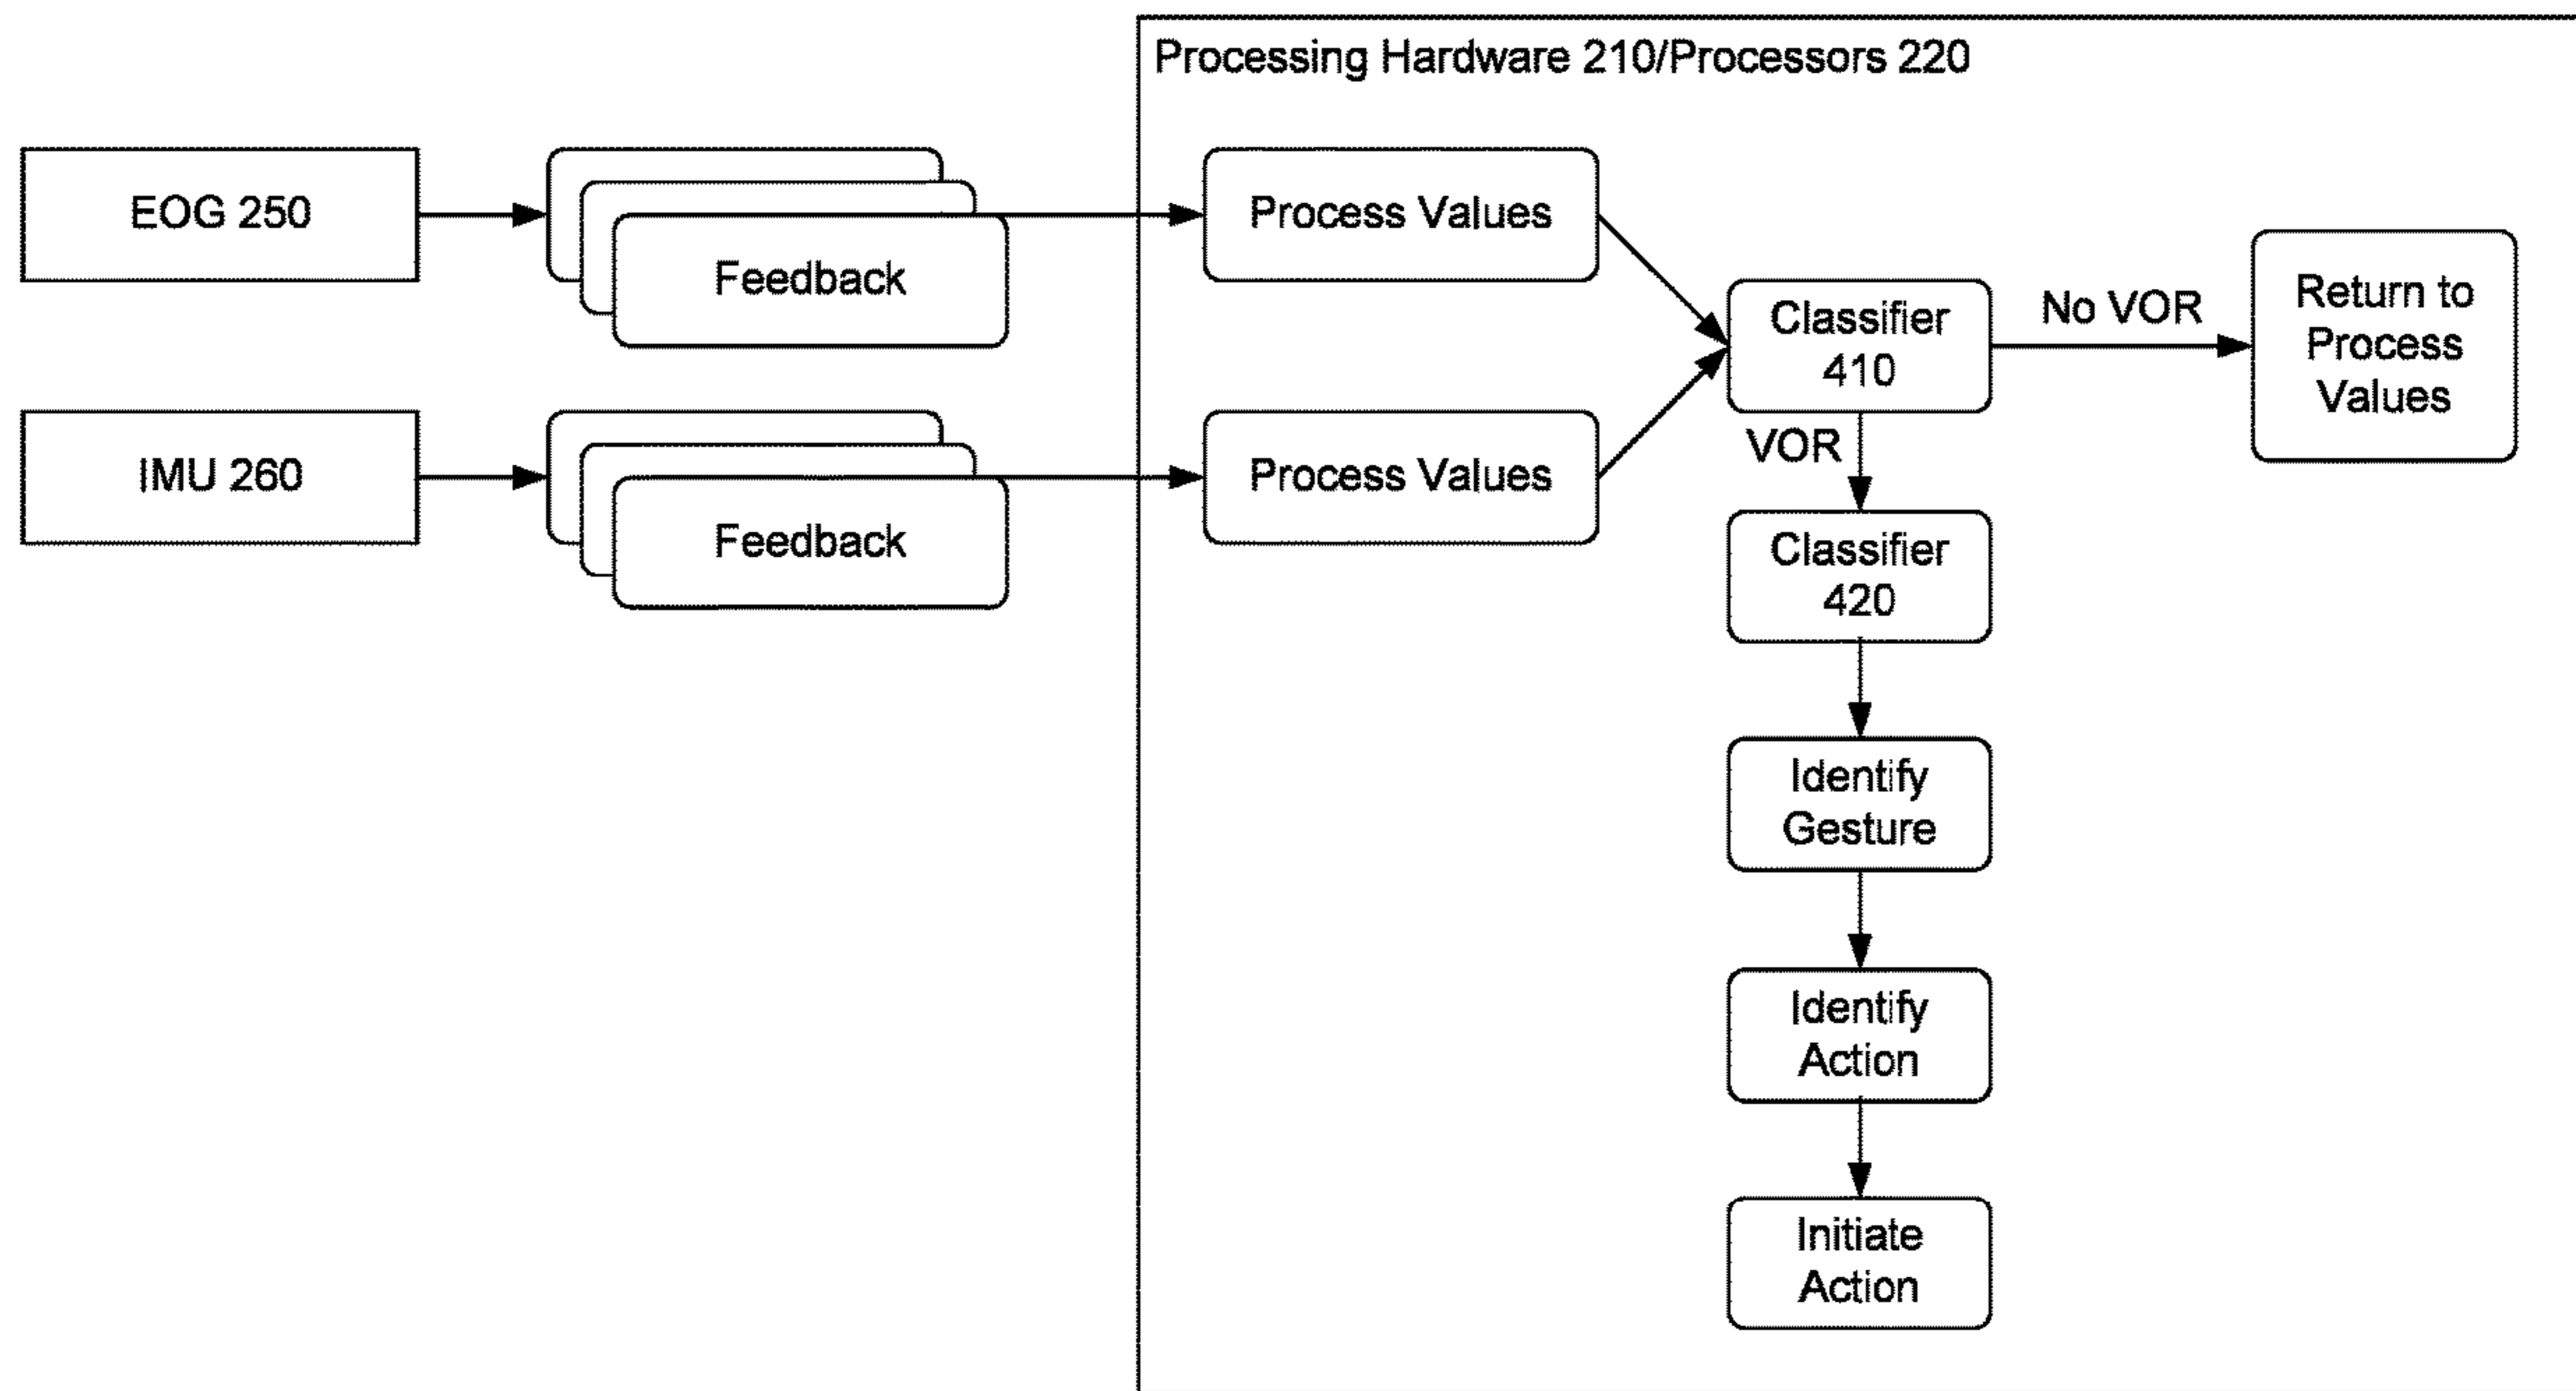 Processing Hardware 210/Processors 220
EOG 250
Feedback
Process Values
IMU 260
Feedback
Process Values
Classifier
410
No VOR
Return to
Process
Values
VOR
Classifier
420
Identify
Gesture
Identify
Action
Initiate
Action